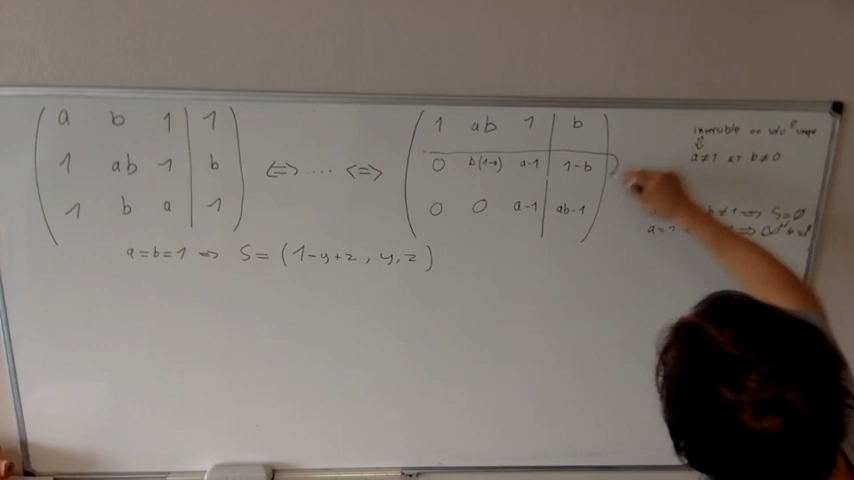 a b 1 | 1
1 ab 1 | b
1 b a | 1
⇔ .... ⇔
1 ab 1 | b
0 b(1-a) a-1 | 1-b
0 0 a-1 | ab-1
a≠1 et b≠0
b≠1 ⇒ S=∅
a=1
a=b=1 ⇒ S=(1-y+z, y, z)